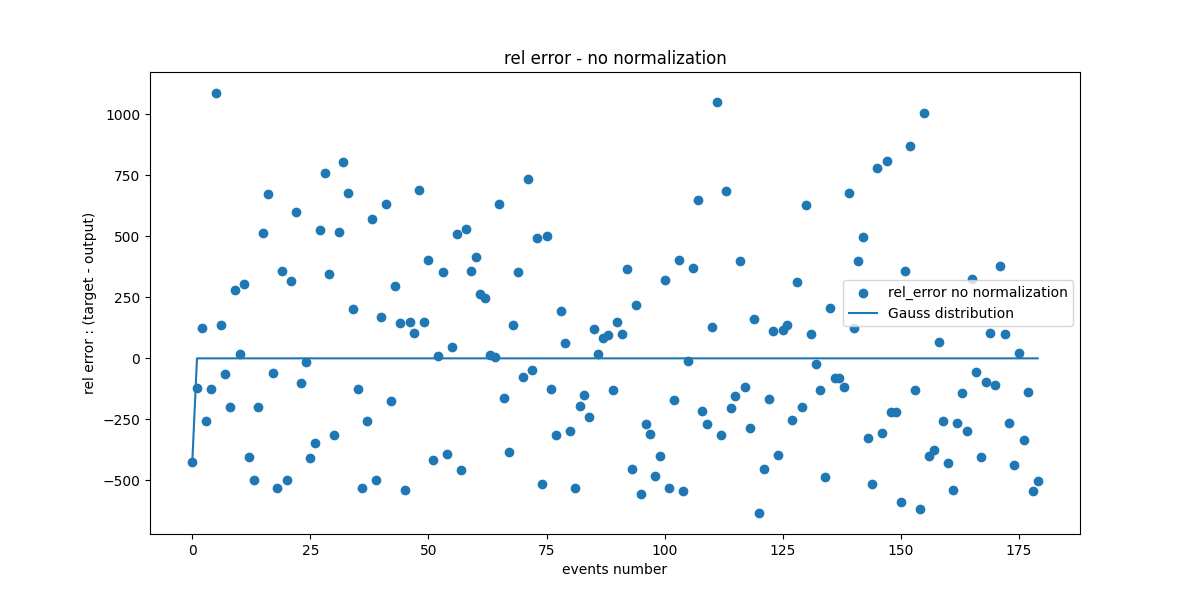 rel error - no normalization
rel error : (target - output)
1000
750
500
250
0
−250
−500
rel_error no normalization
Gauss distribution
0 25 50 75 100 125 150 175
events number